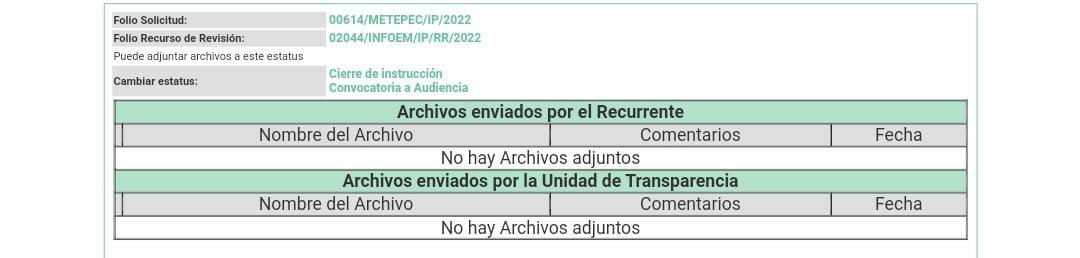 Folio Solicitud: 00614/METEPEC/IP/2022
Folio Recurso de Revisión: 02044/INFOEM/IP/RR/2022
Puede adjuntar archivos a este estatus
Cambiar estatus: Cierre de instrucción
Convocatoria a Audiencia
Archivos enviados por el Recurrente
Nombre del Archivo Comentarios Fecha
No hay Archivos adjuntos
Archivos enviados por la Unidad de Transparencia
Nombre del Archivo Comentarios Fecha
No hay Archivos adjuntos